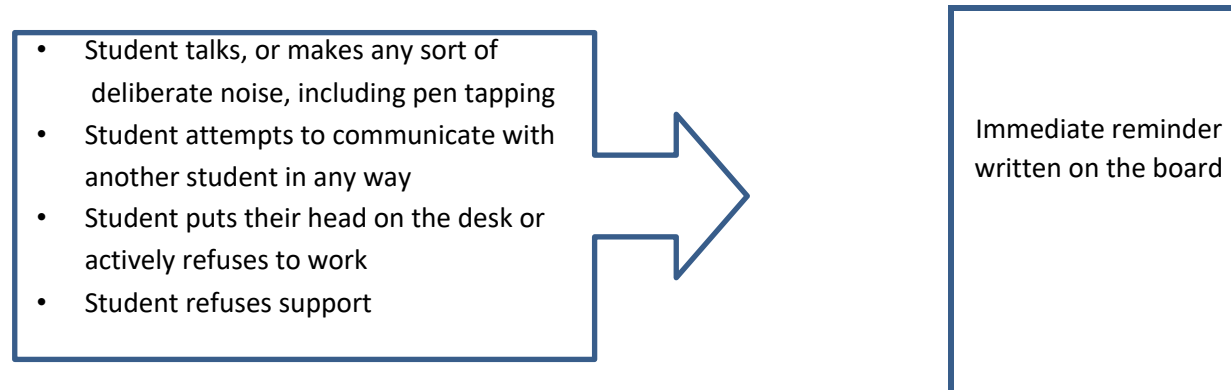 • Student talks, or makes any sort of
deliberate noise, including pen tapping
• Student attempts to communicate with
another student in any way
• Student puts their head on the desk or
actively refuses to work
• Student refuses support
Immediate reminder
written on the board